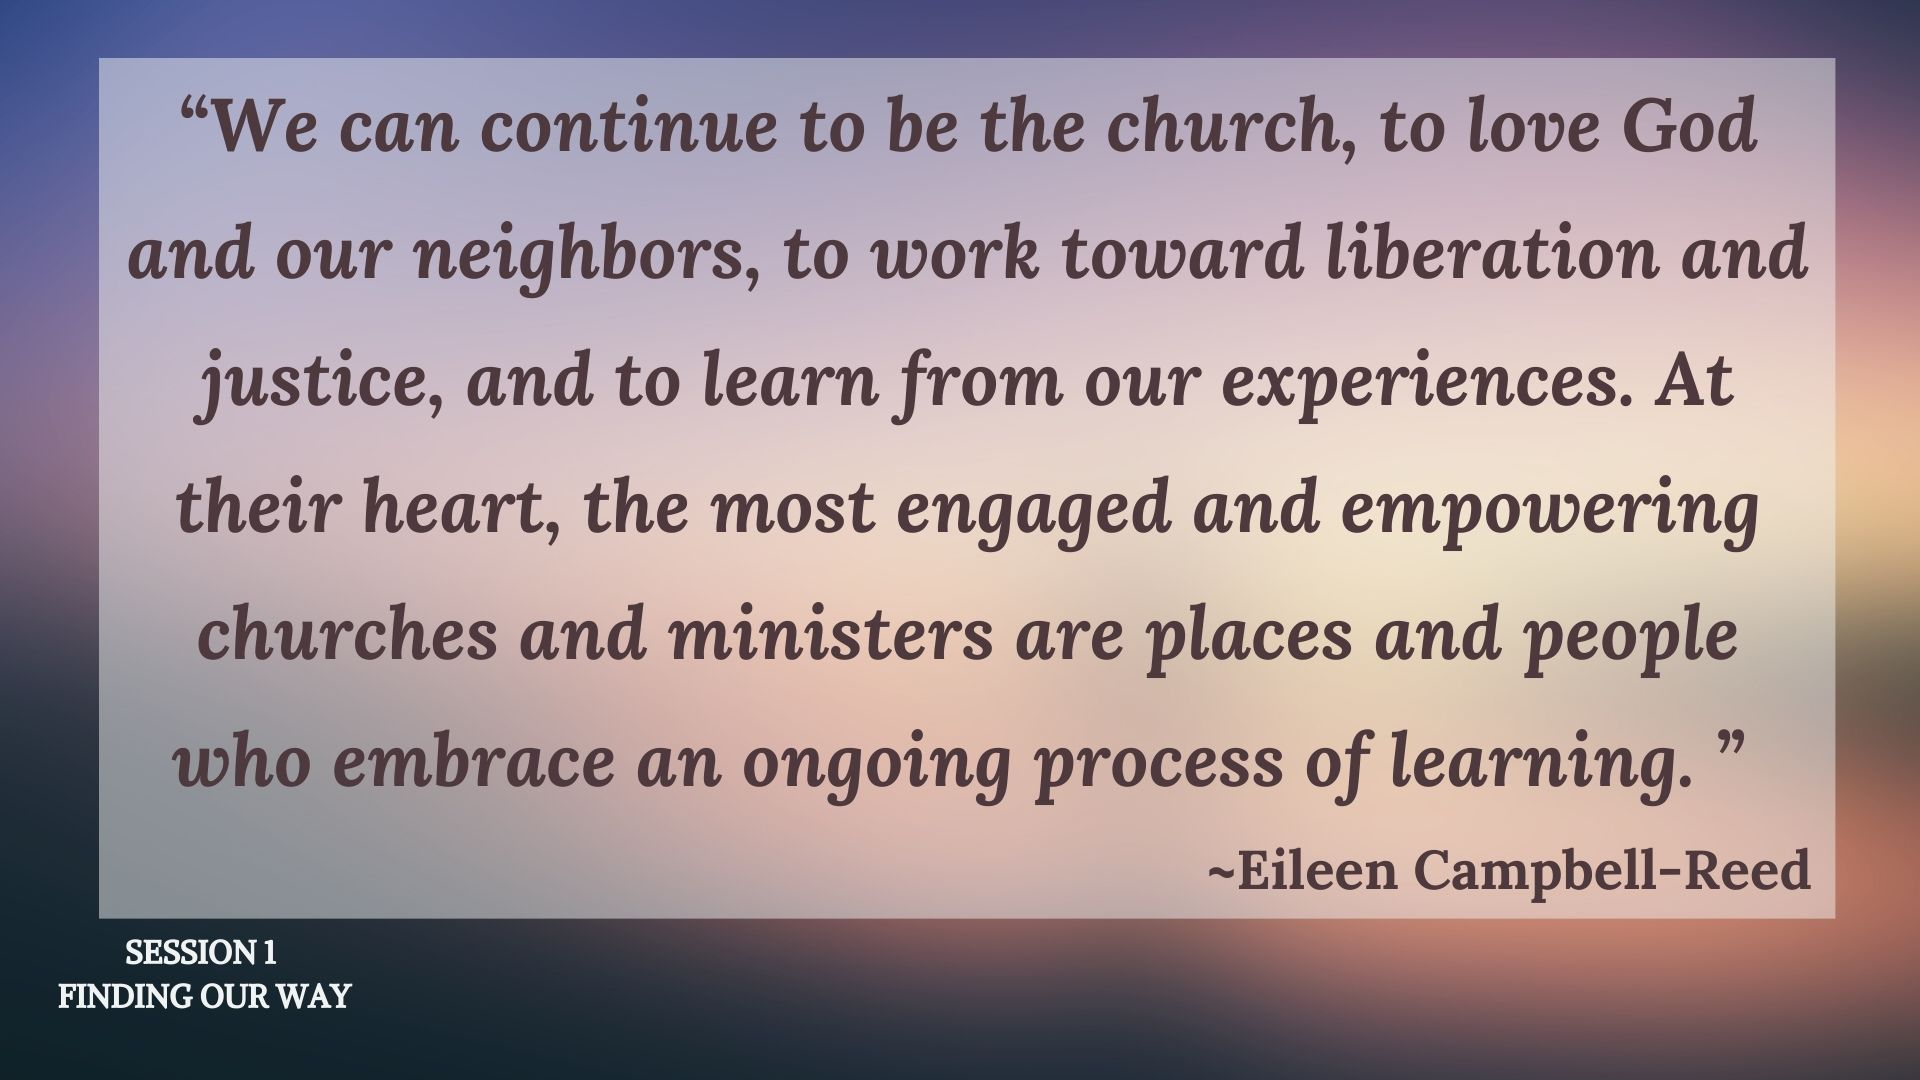 “We can continue to be the church, to love God
and our neighbors, to work toward liberation and
justice, and to learn from our experiences. At
their heart, the most engaged and empowering
churches and ministers are places and people
who embrace an ongoing process of learning. ”
~Eileen Campbell-Reed
SESSION 1
FINDING OUR WAY